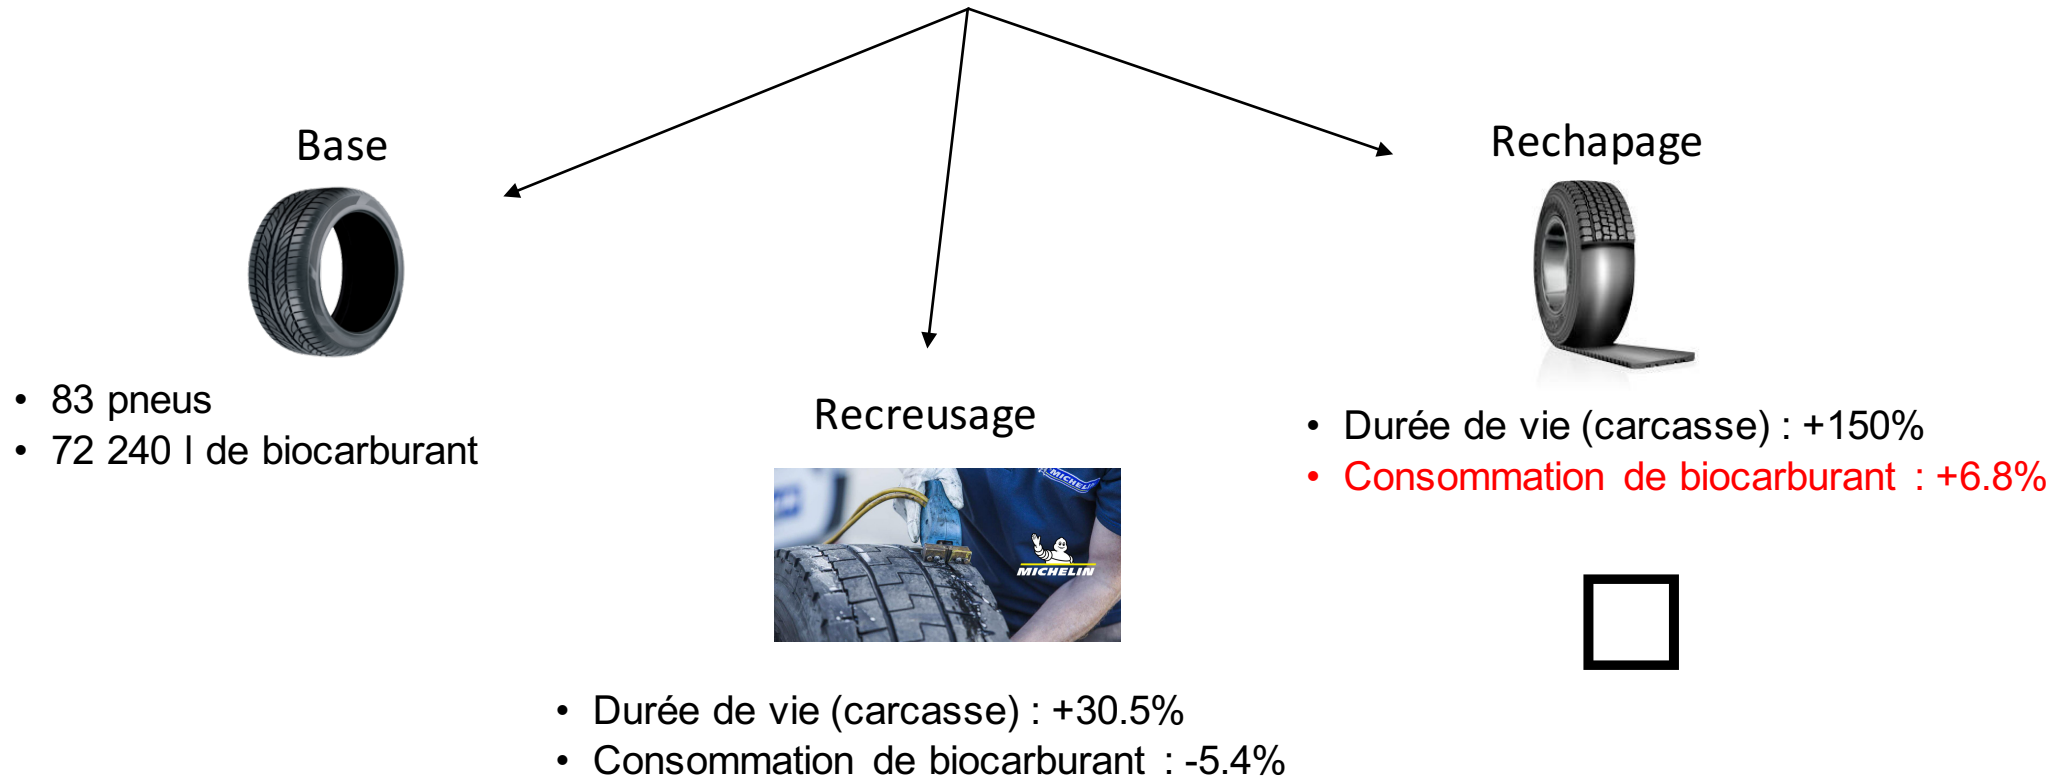 Base
• 83 pneus
• 72 240 l de biocarburant
Recreusage
MICHELIN
MICHELIN
• Durée de vie (carcasse) : +30.5%
• Consommation de biocarburant : -5.4%
Rechapage
• Durée de vie (carcasse) : +150%
• Consommation de biocarburant : +6.8%